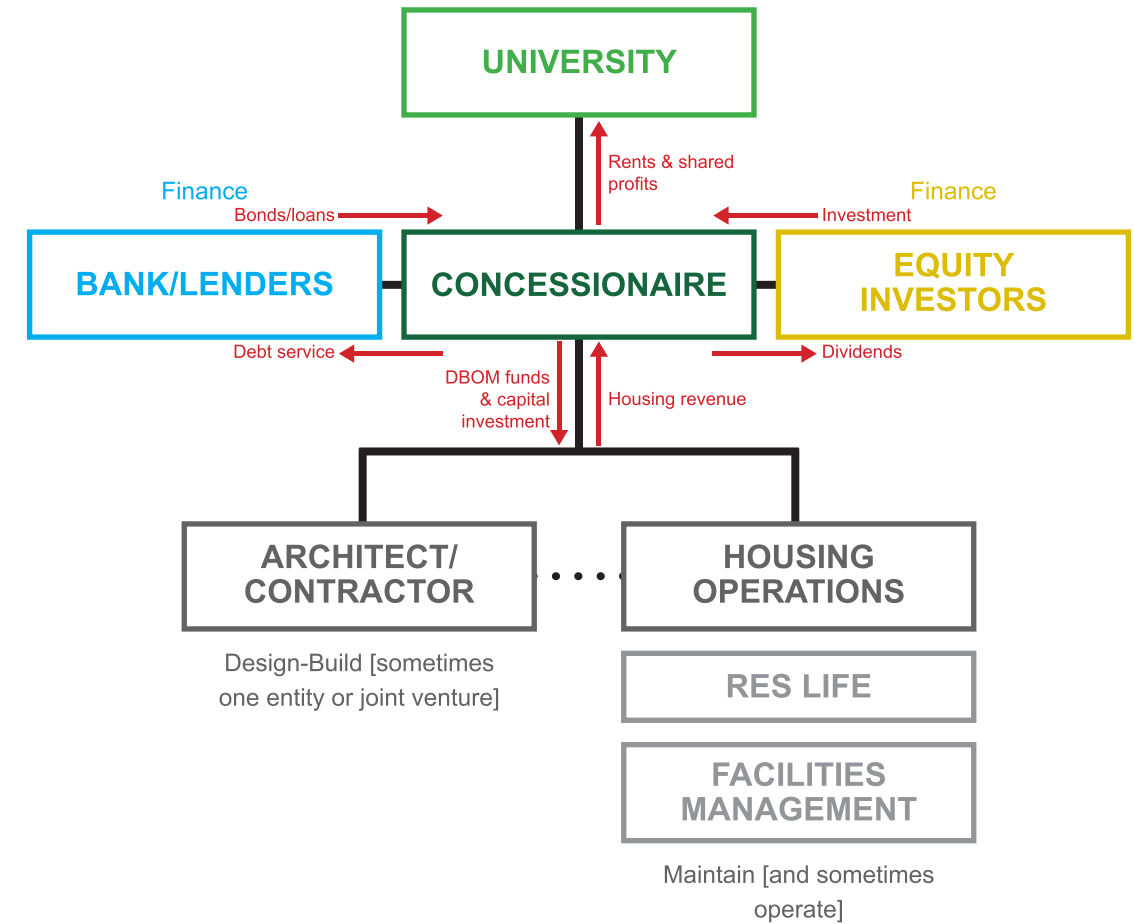 UNIVERSITY
Rents & shared
profits
Finance
Bonds/loans
Finance
Investment
BANK/LENDERS
CONCESSIONAIRE
EQUITY
INVESTORS
Debt service
Dividends
DBOM funds
& capital
investment
Housing revenue
ARCHITECT/
CONTRACTOR
HOUSING
OPERATIONS
Design-Build [sometimes
one entity or joint venture]
RES LIFE
FACILITIES
MANAGEMENT
Maintain [and sometimes
operate]